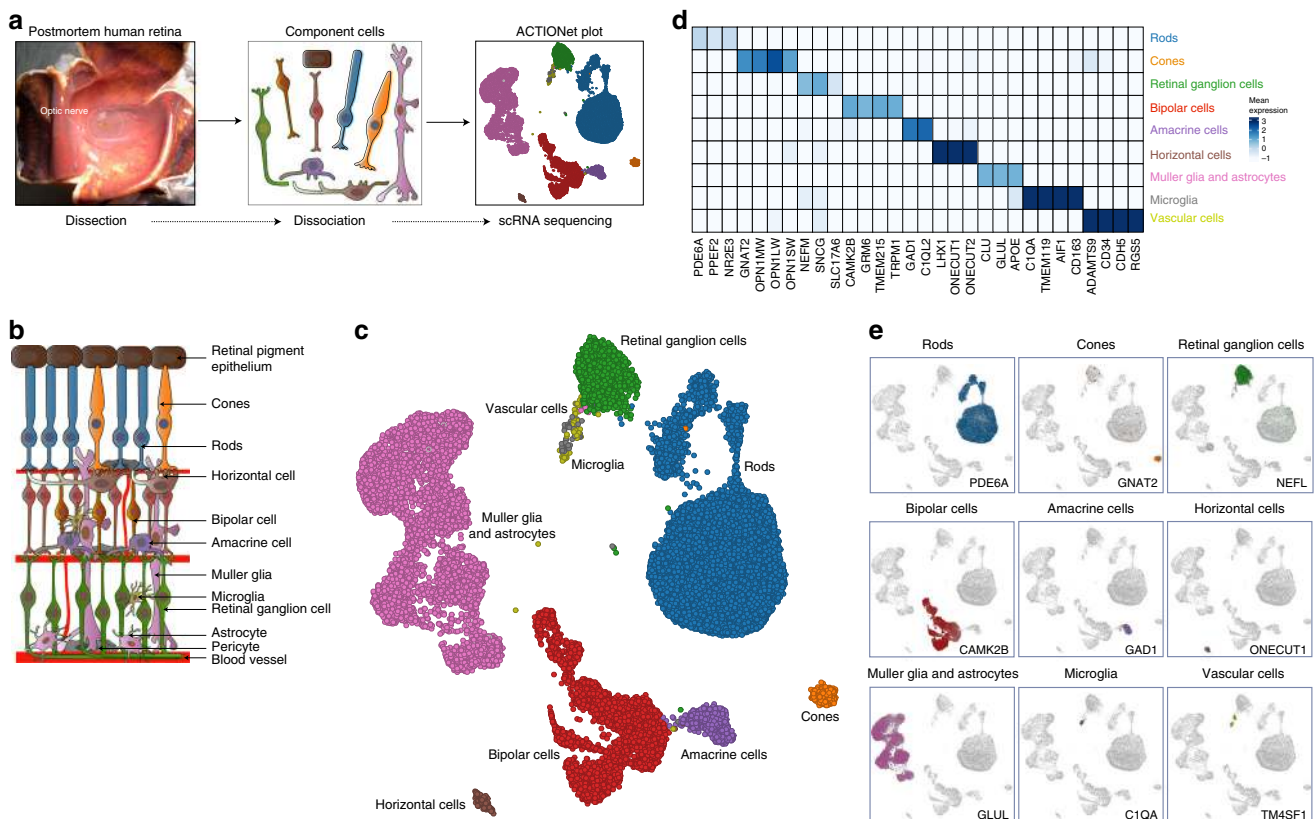 a
Postmortem human retina
Component cells
ACTIONet plot
Optic nerve
Dissection
Dissociation
scRNA sequencing
d
Rods
Cones
Retinal ganglion cells
Bipolar cells
Amacrine cells
Horizontal cells
Muller glia and astrocytes
Microglia
Vascular cells
Mean
expression
3
2
1
0
−1
PDE6A
PPEF2
NR2E3
GNAT2
OPN1MW
OPN1LW
OPN1SW
NEFM
SNCG
SLC17A6
CAMK2B
GRM6
TMEM215
TRPM1
GAD1
C1QL2
LHX1
ONECUT1
ONECUT2
CLU
GLUL
APOE
C1QA
TMEM119
AIF1
CD163
ADAMTS9
CD34
CDH5
RGS5
b
Retinal pigment
epithelium
Cones
Rods
Horizontal cell
Bipolar cell
Amacrine cell
Muller glia
Microglia
Retinal ganglion cell
Astrocyte
Pericyte
Blood vessel
c
Retinal ganglion cells
Vascular cells
Microglia
Rods
Muller glia
and astrocytes
Cones
Bipolar cells
Amacrine cells
Horizontal cells
e
Rods
Cones
Retinal ganglion cells
PDE6A
GNAT2
NEFL
Bipolar cells
Amacrine cells
Horizontal cells
CAMK2B
GAD1
ONECUT1
Muller glia and astrocytes
Microglia
Vascular cells
GLUL
C1QA
TM4SF1